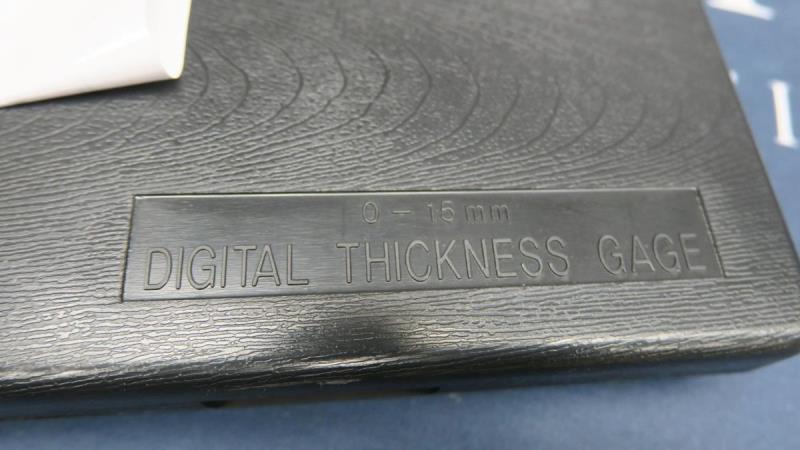 0 - 15 mm
DIGITAL THICKNESS GAGE